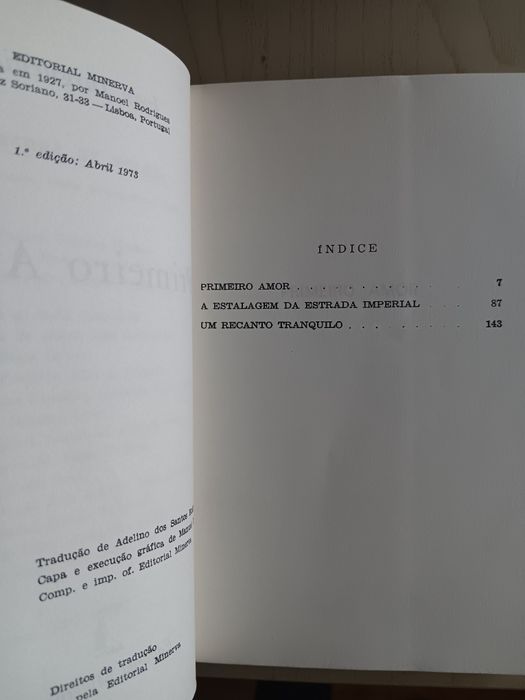 EDITORIAL MINERVA
em 1927, por Manoel Rodrigues
Soriano, 31-33 — Lisboa, Portugal
1.ª edição: Abril 1973
Tradução de Adelino dos Santos
Capa e execução gráfica de
Comp. e imp. of. Editorial Minerva
Direitos de tradução
pela Editorial Minerva
ÍNDICE
PRIMEIRO AMOR . . . . . . . . . . . 7
A ESTALAGEM DA ESTRADA IMPERIAL . . . 87
UM RECANTO TRANQUILO . . . . . . . . 143